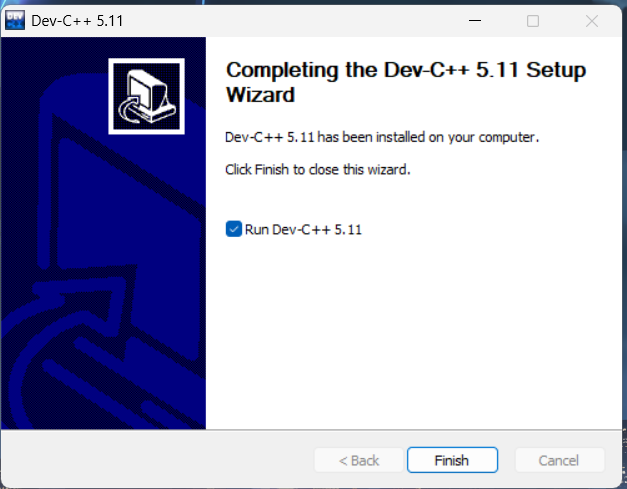 Dev-C++ 5.11
Completing the Dev-C++ 5.11 Setup
Wizard
Dev-C++ 5.11 has been installed on your computer.
Click Finish to close this wizard.
Run Dev-C++ 5.11
< Back
Finish
Cancel